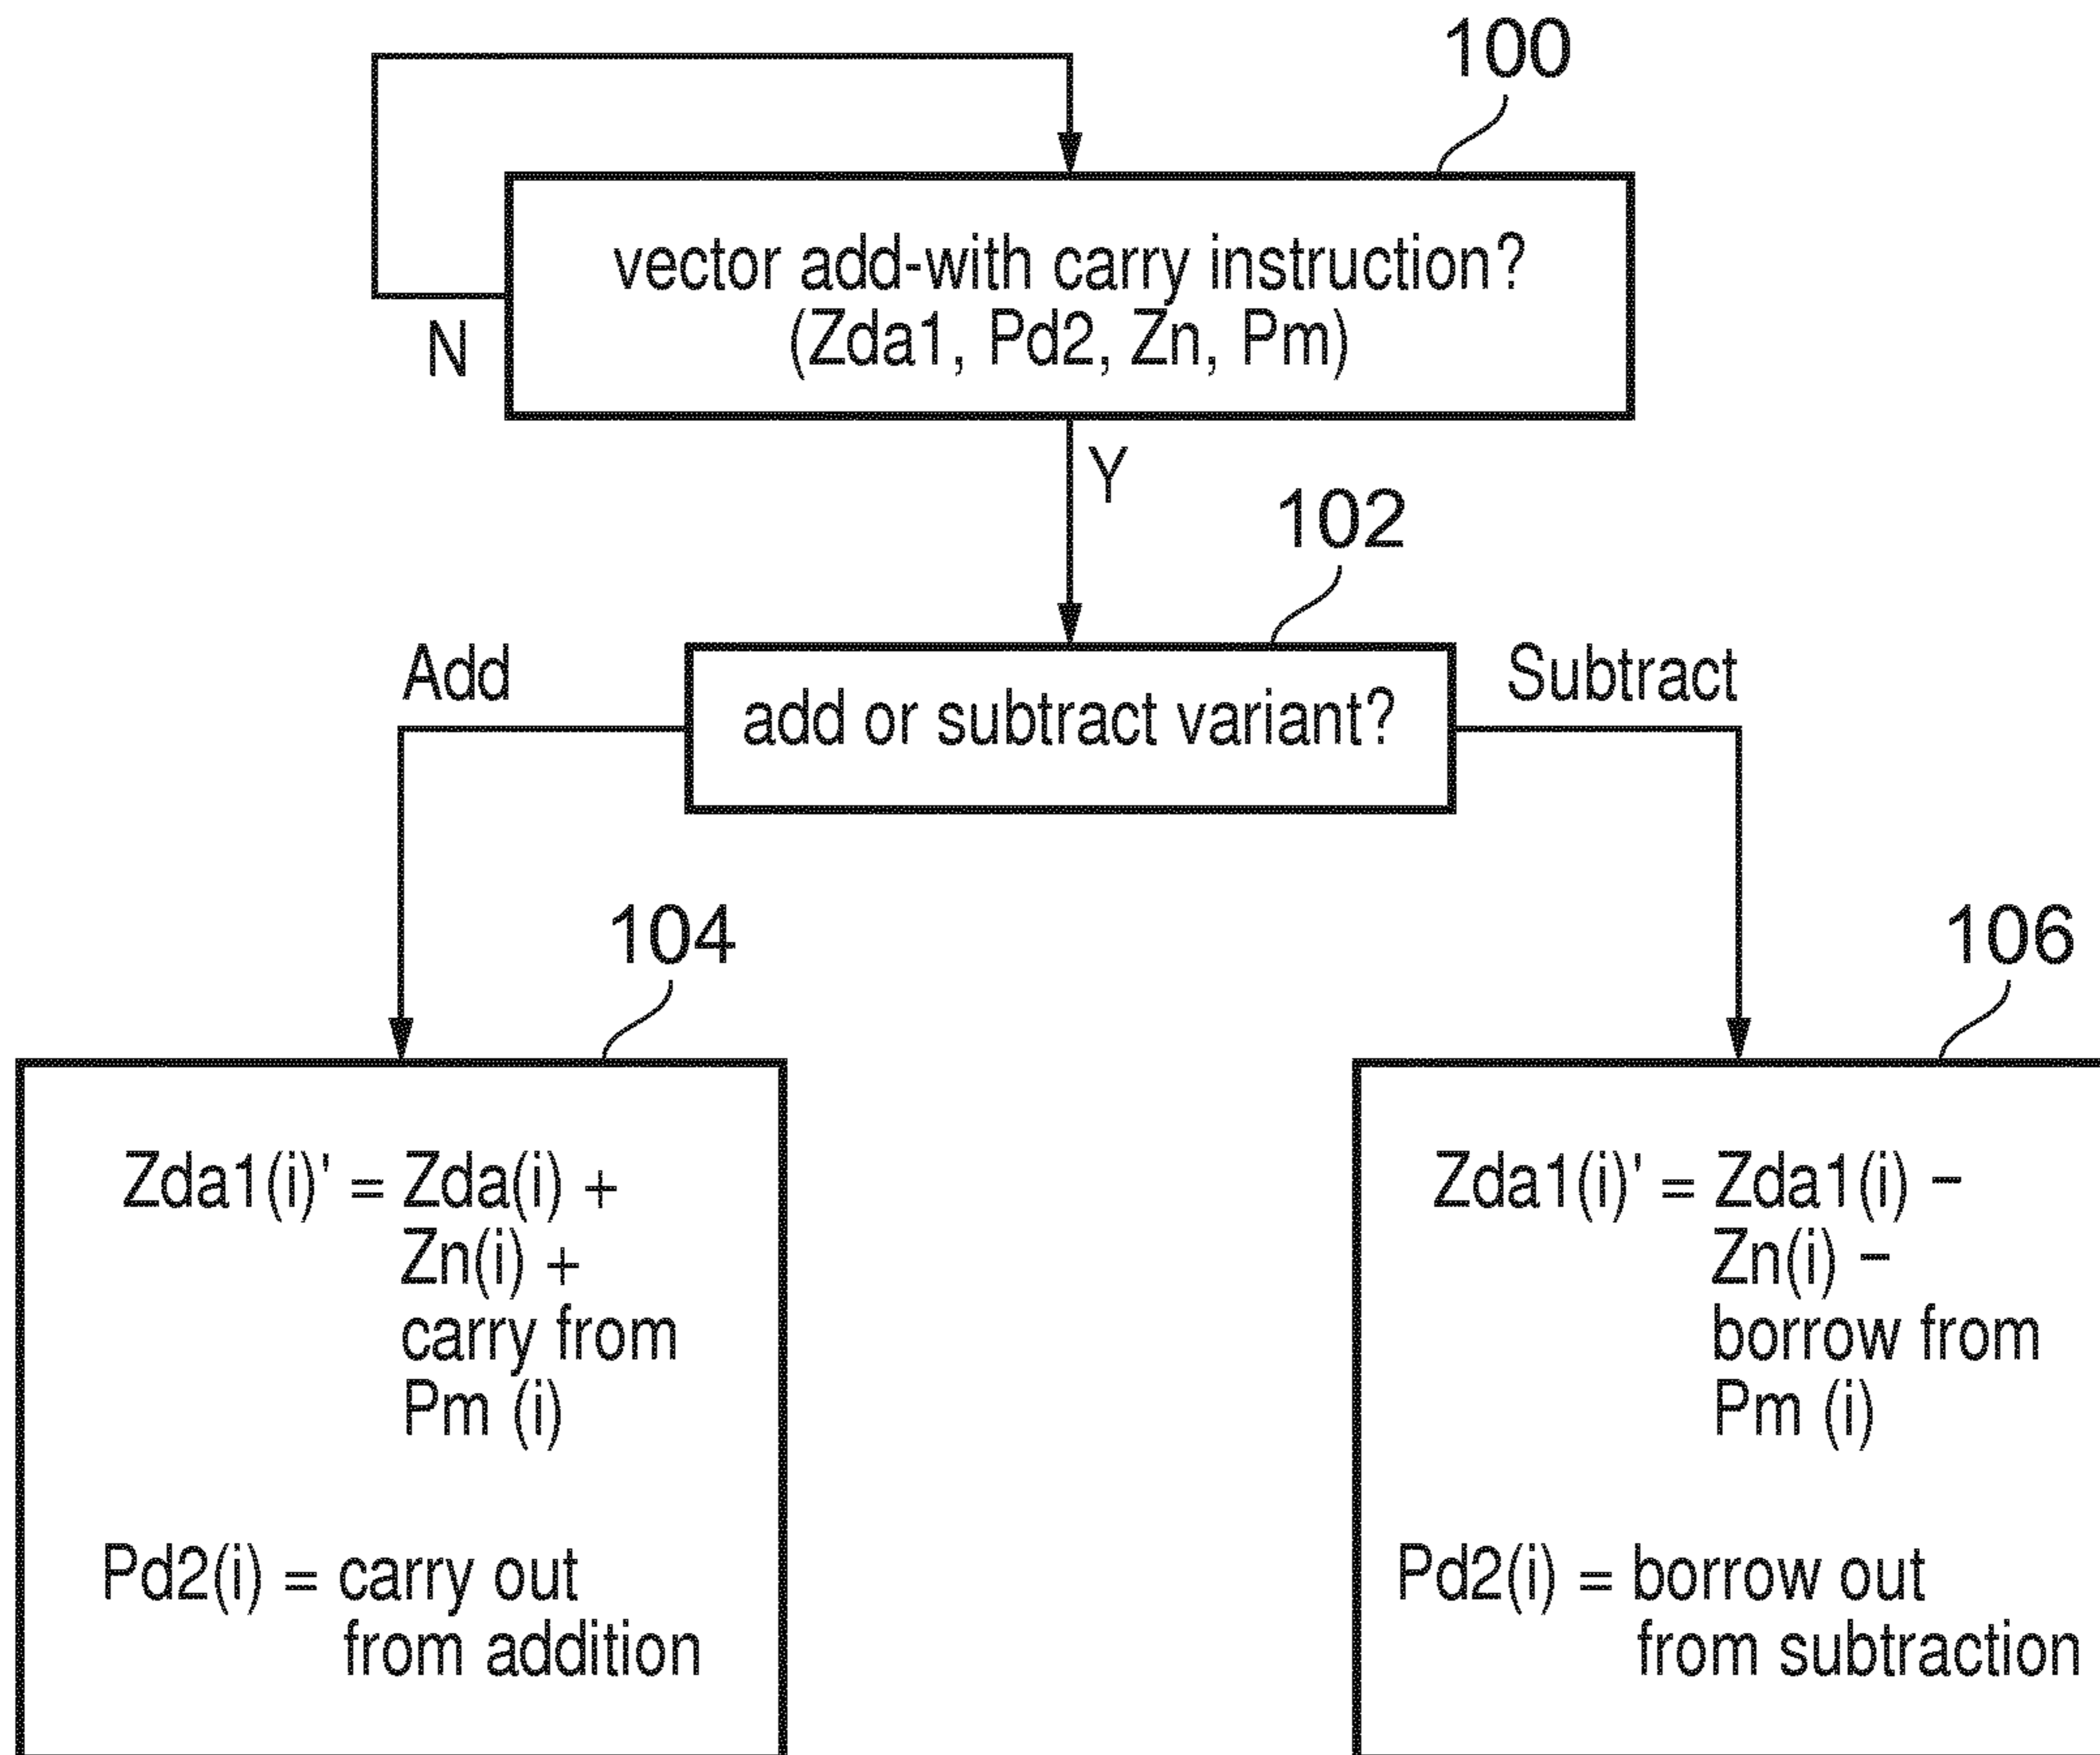 100
vector add-with carry instruction?
(Zda1, Pd2, Zn, Pm)
N
Y
102
Add
add or subtract variant?
Subtract
104
Zda1(i)' = Zda(i) +
Zn(i) +
carry from
Pm (i)
Pd2(i) = carry out
from addition
106
Zda1(i)' = Zda1(i) −
Zn(i) −
borrow from
Pm (i)
Pd2(i) = borrow out
from subtraction